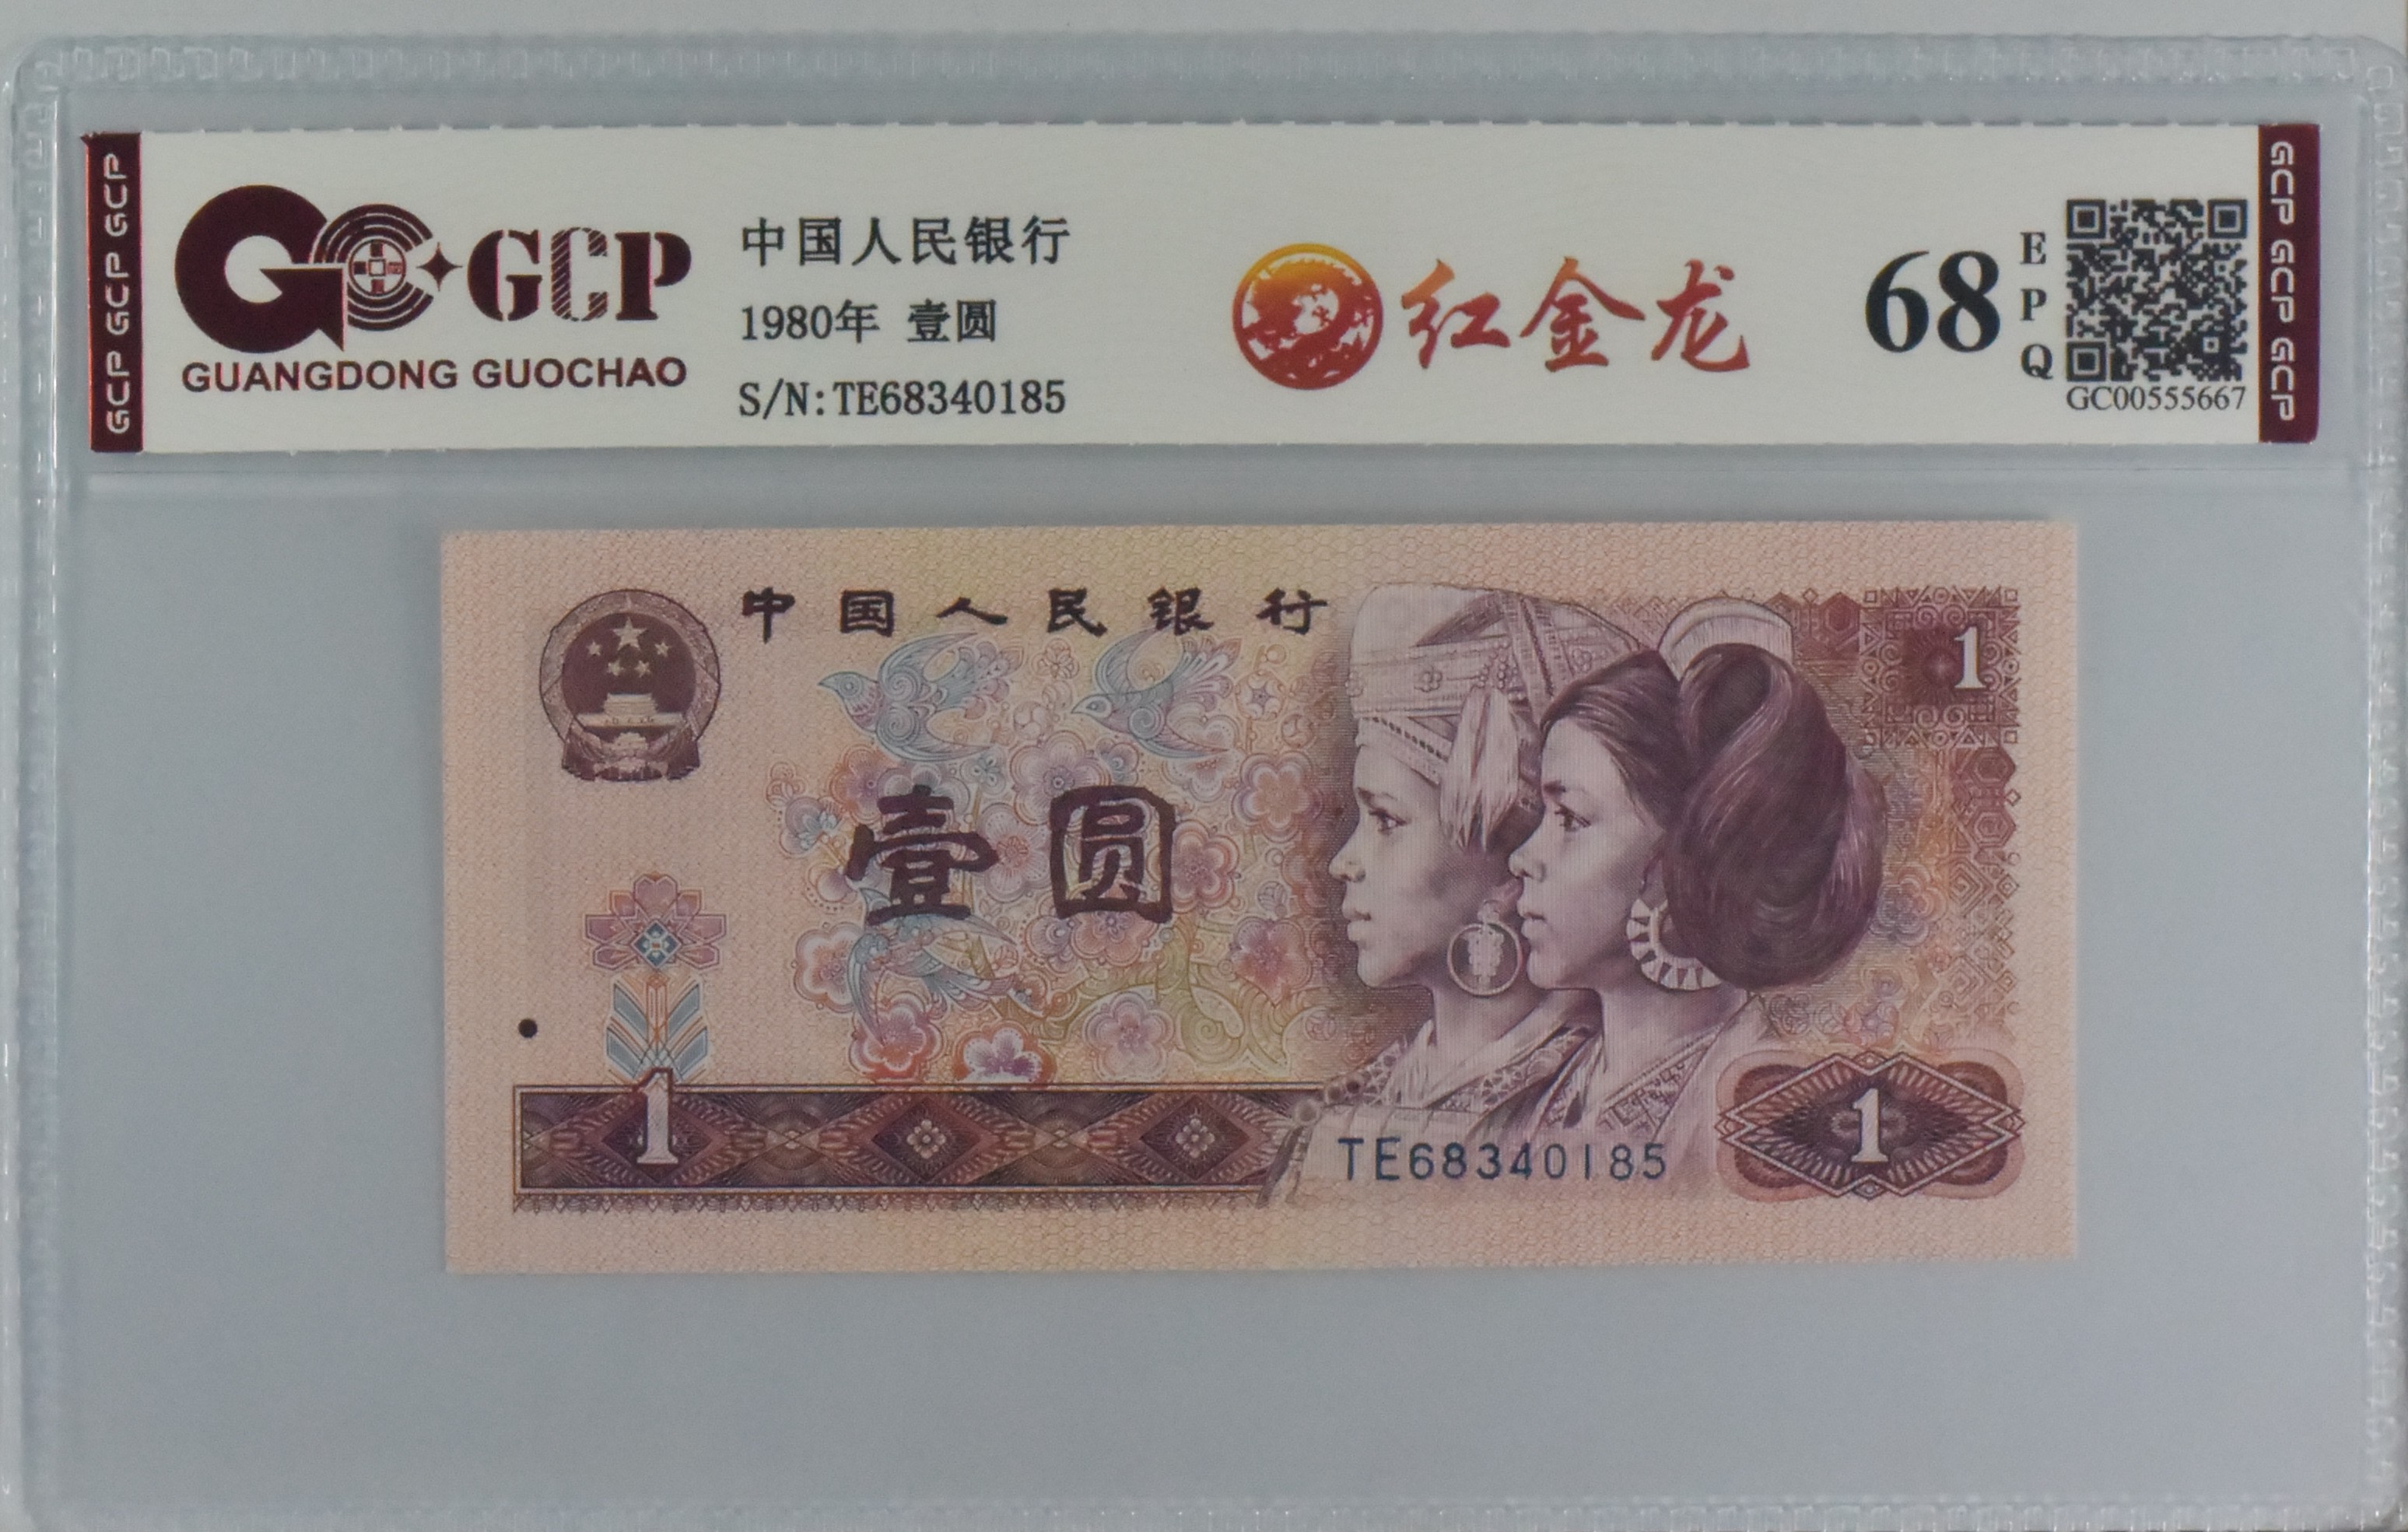 GCP GCP GCP
GCP
GUANGDONG GUOCHAO
中国人民银行
1980年 壹圆
S/N:TE68340185
红金龙
68
EPQ
GC00555667
GCP GCP GCP
中国人民银行
1
壹圆
1
TE68340185
1